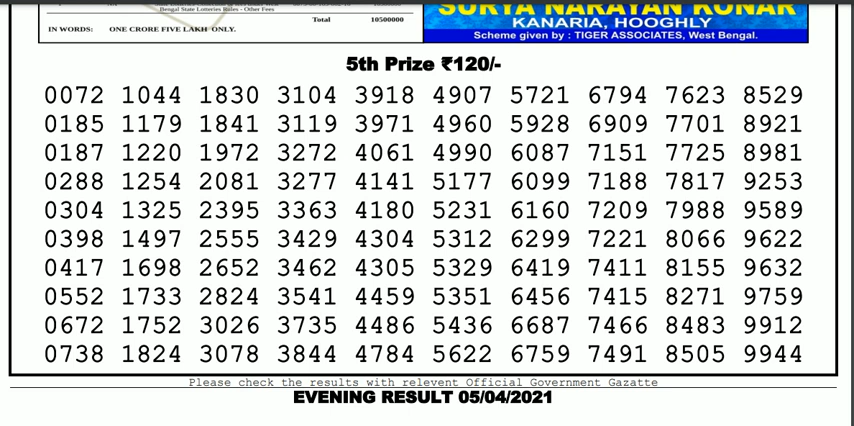 Bengal State Lotteries Rules - Other Fees
Total 10500000
IN WORDS: ONE CRORE FIVE LAKH ONLY.
SURYA NARAYAN KONAR
KANARIA, HOOGHLY
Scheme given by : TIGER ASSOCIATES, West Bengal.
5th Prize ₹120/-
0072 1044 1830 3104 3918 4907 5721 6794 7623 8529
0185 1179 1841 3119 3971 4960 5928 6909 7701 8921
0187 1220 1972 3272 4061 4990 6087 7151 7725 8981
0288 1254 2081 3277 4141 5177 6099 7188 7817 9253
0304 1325 2395 3363 4180 5231 6160 7209 7988 9589
0398 1497 2555 3429 4304 5312 6299 7221 8066 9622
0417 1698 2652 3462 4305 5329 6419 7411 8155 9632
0552 1733 2824 3541 4459 5351 6456 7415 8271 9759
0672 1752 3026 3735 4486 5436 6687 7466 8483 9912
0738 1824 3078 3844 4784 5622 6759 7491 8505 9944
Please check the results with relevent Official Government Gazatte
EVENING RESULT 05/04/2021